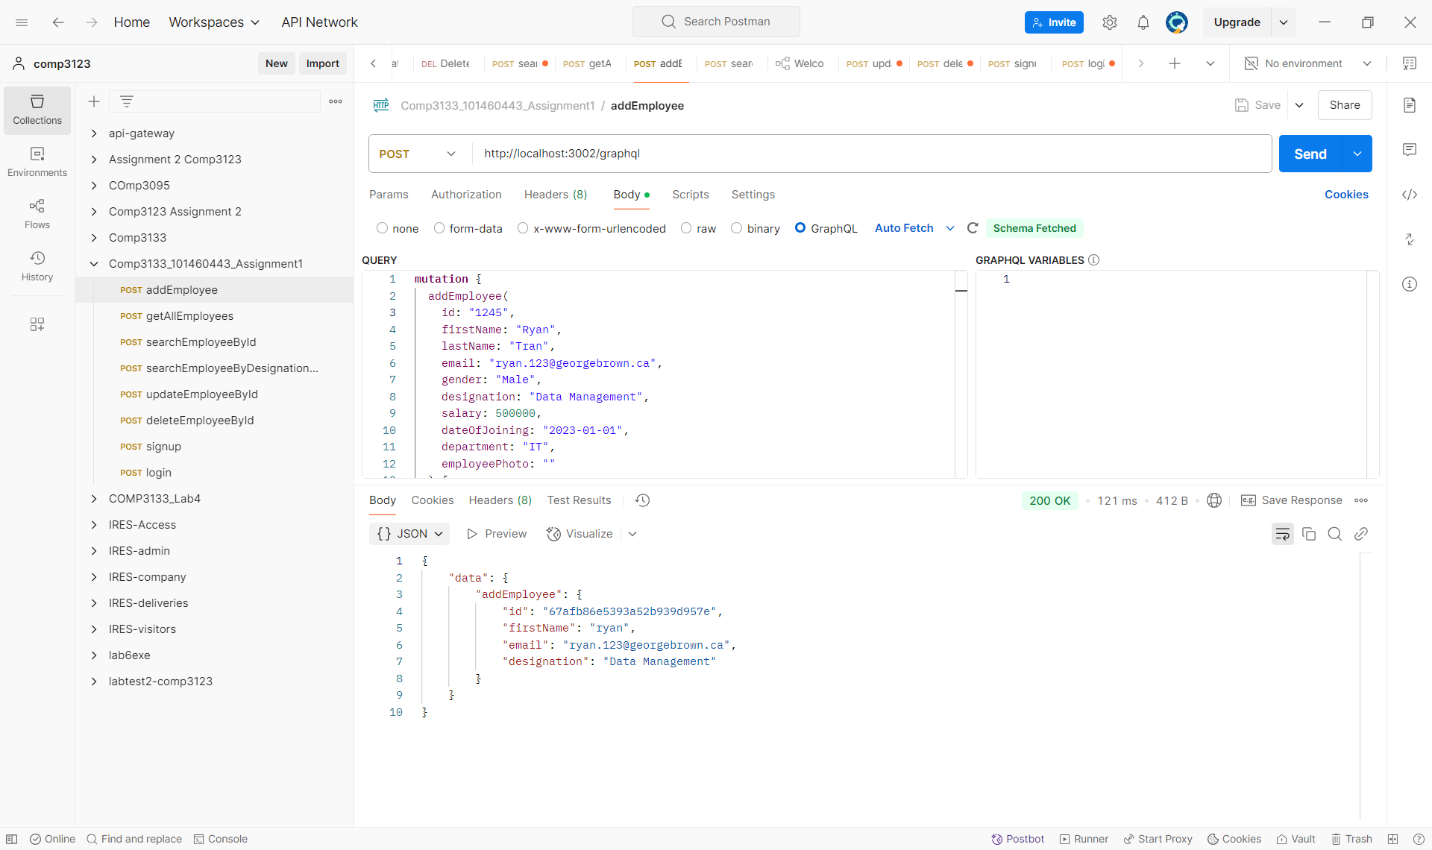 Home
Workspaces
API Network
Search Postman
Invite
Upgrade
comp3123
New
Import
DEL Delete
POST sear
POST getA
POST addE
POST sear
Welco
POST upd
POST dele
POST signu
POST logi
No environment
Collections
Environments
Flows
History
api-gateway
Assignment 2 Comp3123
COmp3095
Comp3123 Assignment 2
Comp3133
Comp3133_101460443_Assignment1
POST addEmployee
POST getAllEmployees
POST searchEmployeeById
POST searchEmployeeByDesignation...
POST updateEmployeeById
POST deleteEmployeeById
POST signup
POST login
COMP3133_Lab4
IRES-Access
IRES-admin
IRES-company
IRES-deliveries
IRES-visitors
lab6exe
labtest2-comp3123
HTTP Comp3133_101460443_Assignment1 / addEmployee
Save
Share
POST
http://localhost:3002/graphql
Send
Params Authorization Headers (8) Body Scripts Settings
Cookies
none form-data x-www-form-urlencoded raw binary GraphQL Auto Fetch Schema Fetched
QUERY
1 mutation {
2 addEmployee(
3 id: "1245",
4 firstName: "Ryan",
5 lastName: "Tran",
6 email: "ryan.123@georgebrown.ca",
7 gender: "Male",
8 designation: "Data Management",
9 salary: 500000,
10 dateOfJoining: "2023-01-01",
11 department: "IT",
12 employeePhoto: ""
GRAPHQL VARIABLES
1
Body Cookies Headers (8) Test Results
200 OK 121 ms 412 B
e.g. Save Response
{} JSON Preview Visualize
1 {
2 "data": {
3 "addEmployee": {
4 "id": "67afb86e5393a52b939d957e",
5 "firstName": "ryan",
6 "email": "ryan.123@georgebrown.ca",
7 "designation": "Data Management"
8 }
9 }
10 }
Online
Find and replace
Console
Postbot
Runner
Start Proxy
Cookies
Vault
Trash